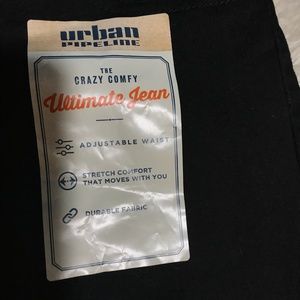 urban
PIPELINE
THE
CRAZY COMFY
Ultimate Jean
ADJUSTABLE WAIST
STRETCH COMFORT
THAT MOVES WITH YOU
DURABLE FABRIC